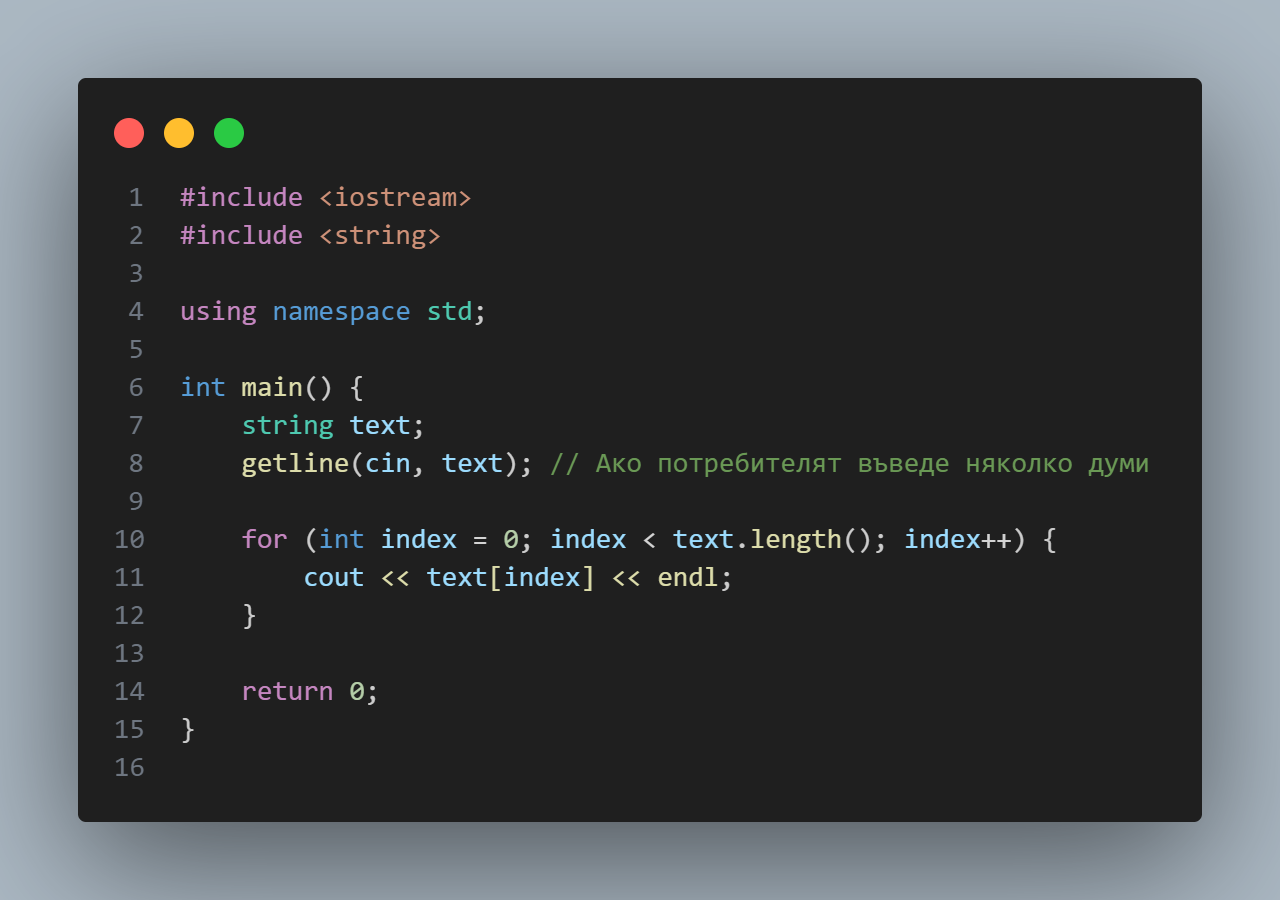 1 #include <iostream>
2 #include <string>
3
4 using namespace std;
5
6 int main() {
7     string text;
8     getline(cin, text); // Ако потребителят въведе няколко думи
9
10     for (int index = 0; index < text.length(); index++) {
11         cout << text[index] << endl;
12     }
13
14     return 0;
15 }
16